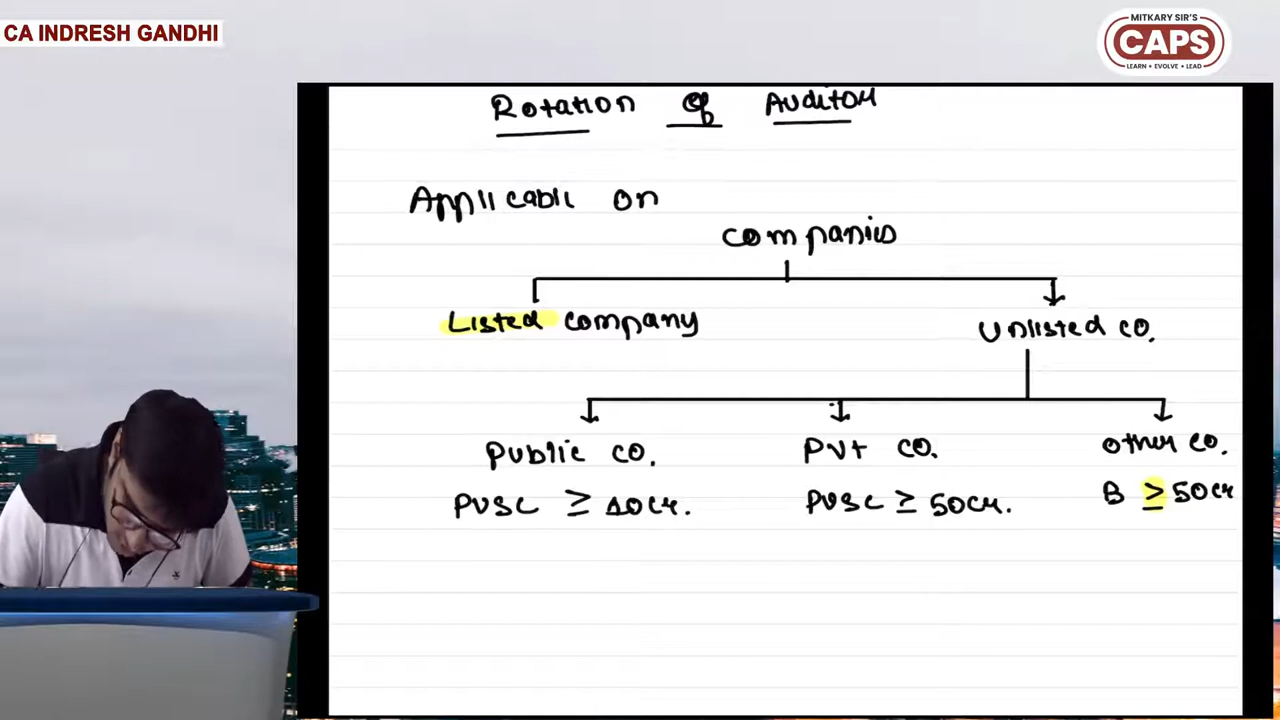 CA INDRESH GANDHI
MITKARY SIR'S
CAPS
LEARN • EVOLVE • LEAD
Rotation of Auditor
Applicable on
Companies
Listed company
Unlisted co.
Public co.
Pvt co.
Other co.
PUSC ≥ 10cr.
PUSC ≥ 50cr.
B ≥ 50cr